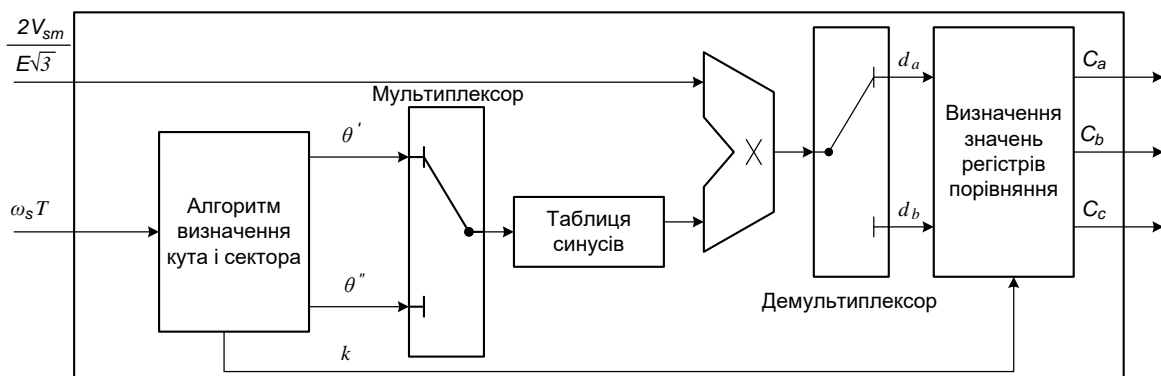 2V_sm
E√3
ω_s T
Алгоритм
визначення
кута і сектора
θ'
θ"
k
Мультиплексор
Таблиця
синусів
X
Демультиплексор
d_a
d_b
Визначення
значень
регістрів
порівняння
C_a
C_b
C_c